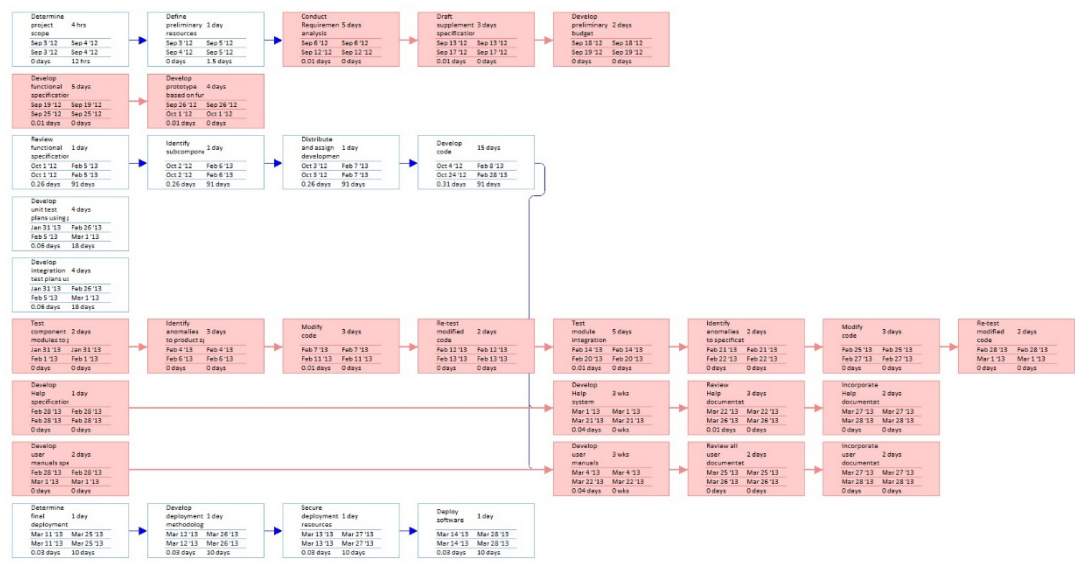 Determine
project 4 hrs
scope
Sep 3 '12 Sep 4 '12
Sep 3 '12 Sep 4 '12
0 days 12 hrs
Define
preliminary 1 day
resources
Sep 3 '12 Sep 5 '12
Sep 4 '12 Sep 5 '12
0 days 1.5 days
Conduct
Requiremen 5 days
analysis
Sep 6 '12 Sep 6 '12
Sep 12 '12 Sep 12 '12
0.01 days 0 days
Draft
supplement 3 days
specification
Sep 13 '12 Sep 13 '12
Sep 17 '12 Sep 17 '12
0.01 days 0 days
Develop
preliminary 2 days
budget
Sep 18 '12 Sep 18 '12
Sep 19 '12 Sep 19 '12
0 days 0 days
Develop
functional 5 days
specification
Sep 19 '12 Sep 19 '12
Sep 25 '12 Sep 25 '12
0.01 days 0 days
Develop
prototype 4 days
based on fur
Sep 26 '12 Sep 26 '12
Oct 1 '12 Oct 1 '12
0.01 days 0 days
Review
functional 1 day
specification
Oct 1 '12 Feb 5 '13
Oct 1 '12 Feb 5 '13
0.26 days 91 days
Identify
subcompone 1 day
Oct 2 '12 Feb 6 '13
Oct 2 '12 Feb 6 '13
0.26 days 91 days
Distribute
and assign 1 day
developmen
Oct 3 '12 Feb 7 '13
Oct 3 '12 Feb 7 '13
0.26 days 91 days
Develop
code 15 days
Oct 4 '12 Feb 8 '13
Oct 24 '12 Feb 28 '13
0.31 days 91 days
Develop
unit test 4 days
plans using p
Jan 31 '13 Feb 26 '13
Feb 5 '13 Mar 1 '13
0.06 days 18 days
Develop
integration 4 days
test plans us
Jan 31 '13 Feb 26 '13
Feb 5 '13 Mar 1 '13
0.06 days 18 days
Test
component 2 days
modules to p
Jan 31 '13 Jan 31 '13
Feb 1 '13 Feb 1 '13
0 days 0 days
Identify
anomalies 3 days
to product sp
Feb 4 '13 Feb 4 '13
Feb 6 '13 Feb 6 '13
0 days 0 days
Modify
code 3 days
Feb 7 '13 Feb 7 '13
Feb 11 '13 Feb 11 '13
0.01 days 0 days
Re-test
modified 2 days
code
Feb 12 '13 Feb 12 '13
Feb 13 '13 Feb 13 '13
0 days 0 days
Test
module 5 days
integration
Feb 14 '13 Feb 14 '13
Feb 20 '13 Feb 20 '13
0.01 days 0 days
Identify
anomalies 2 days
to specificat
Feb 21 '13 Feb 21 '13
Feb 22 '13 Feb 22 '13
0 days 0 days
Modify
code 3 days
Feb 25 '13 Feb 25 '13
Feb 27 '13 Feb 27 '13
0 days 0 days
Re-test
modified 2 days
code
Feb 28 '13 Feb 28 '13
Mar 1 '13 Mar 1 '13
0 days 0 days
Develop
Help 1 day
specification
Feb 28 '13 Feb 28 '13
Feb 28 '13 Feb 28 '13
0 days 0 days
Develop
Help 3 wks
system
Mar 1 '13 Mar 1 '13
Mar 21 '13 Mar 21 '13
0.04 days 0 wks
Review
Help 3 days
documentat
Mar 22 '13 Mar 22 '13
Mar 26 '13 Mar 26 '13
0.01 days 0 days
Incorporate
Help 2 days
documentat
Mar 27 '13 Mar 27 '13
Mar 28 '13 Mar 28 '13
0 days 0 days
Develop
user 2 days
manuals spe
Feb 28 '13 Feb 28 '13
Mar 1 '13 Mar 1 '13
0 days 0 days
Develop
user 3 wks
manuals
Mar 4 '13 Mar 4 '13
Mar 22 '13 Mar 22 '13
0.04 days 0 wks
Review all
user 2 days
documentat
Mar 25 '13 Mar 25 '13
Mar 26 '13 Mar 26 '13
0 days 0 days
Incorporate
user 2 days
documentat
Mar 27 '13 Mar 27 '13
Mar 28 '13 Mar 28 '13
0 days 0 days
Determine
final 1 day
deployment
Mar 11 '13 Mar 25 '13
Mar 11 '13 Mar 25 '13
0.03 days 10 days
Develop
deployment 1 day
methodolog
Mar 12 '13 Mar 26 '13
Mar 12 '13 Mar 26 '13
0.03 days 10 days
Secure
deployment 1 day
resources
Mar 13 '13 Mar 27 '13
Mar 13 '13 Mar 27 '13
0.03 days 10 days
Deploy
software 1 day
Mar 14 '13 Mar 28 '13
Mar 14 '13 Mar 28 '13
0.03 days 10 days